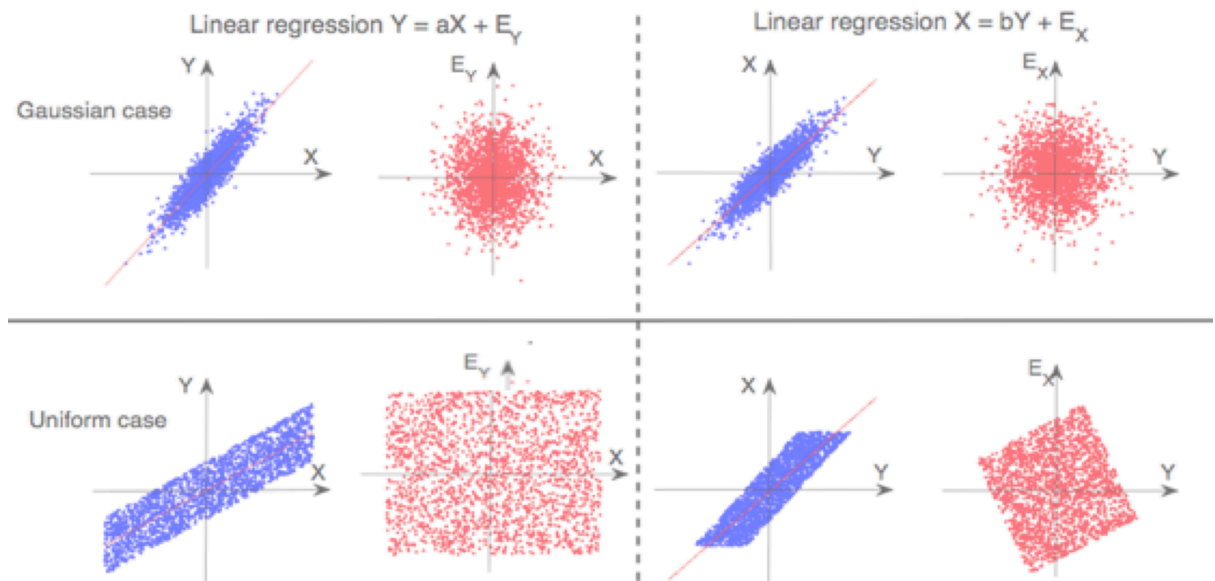 Linear regression Y = aX + E_Y
Linear regression X = bY + E_X
Gaussian case
Y
X
E_Y
X
X
Y
E_X
Y
Uniform case
Y
X
E_Y
X
X
Y
E_X
Y